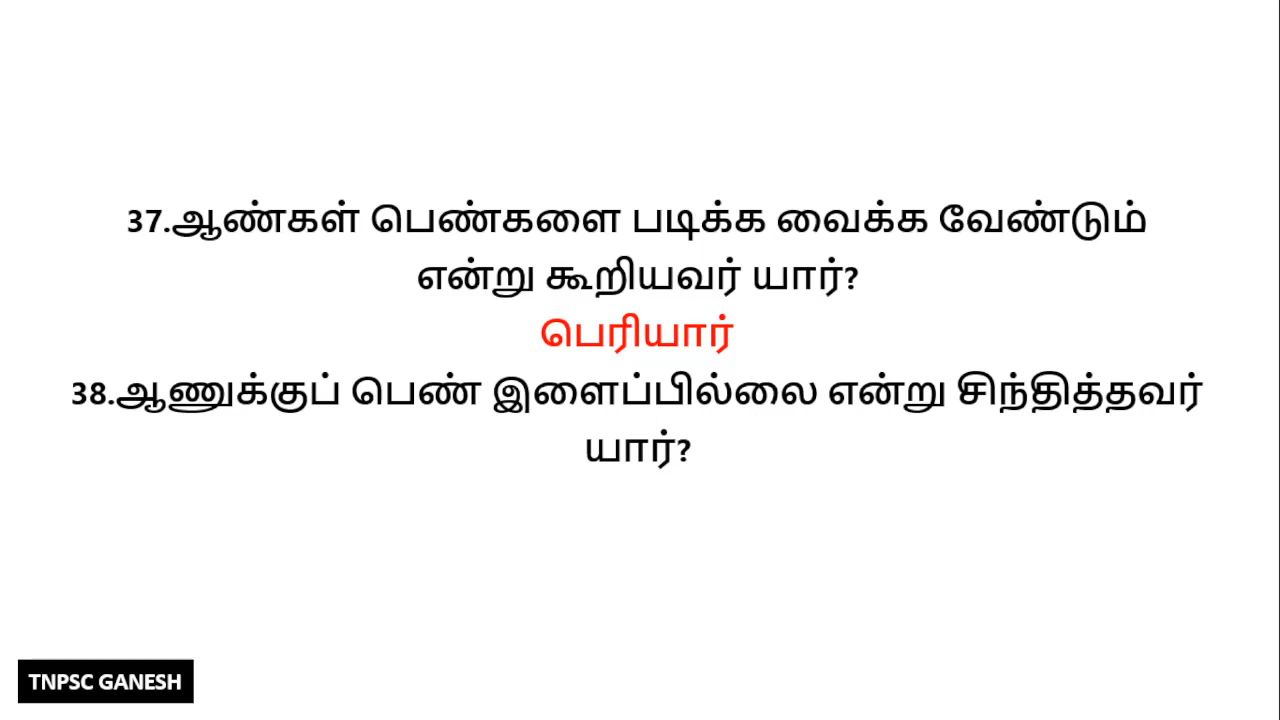 37.ஆண்கள் பெண்களை படிக்க வைக்க வேண்டும்
என்று கூறியவர் யார்?
பெரியார்
38.ஆணுக்குப் பெண் இளைப்பில்லை என்று சிந்தித்தவர்
யார்?
TNPSC GANESH